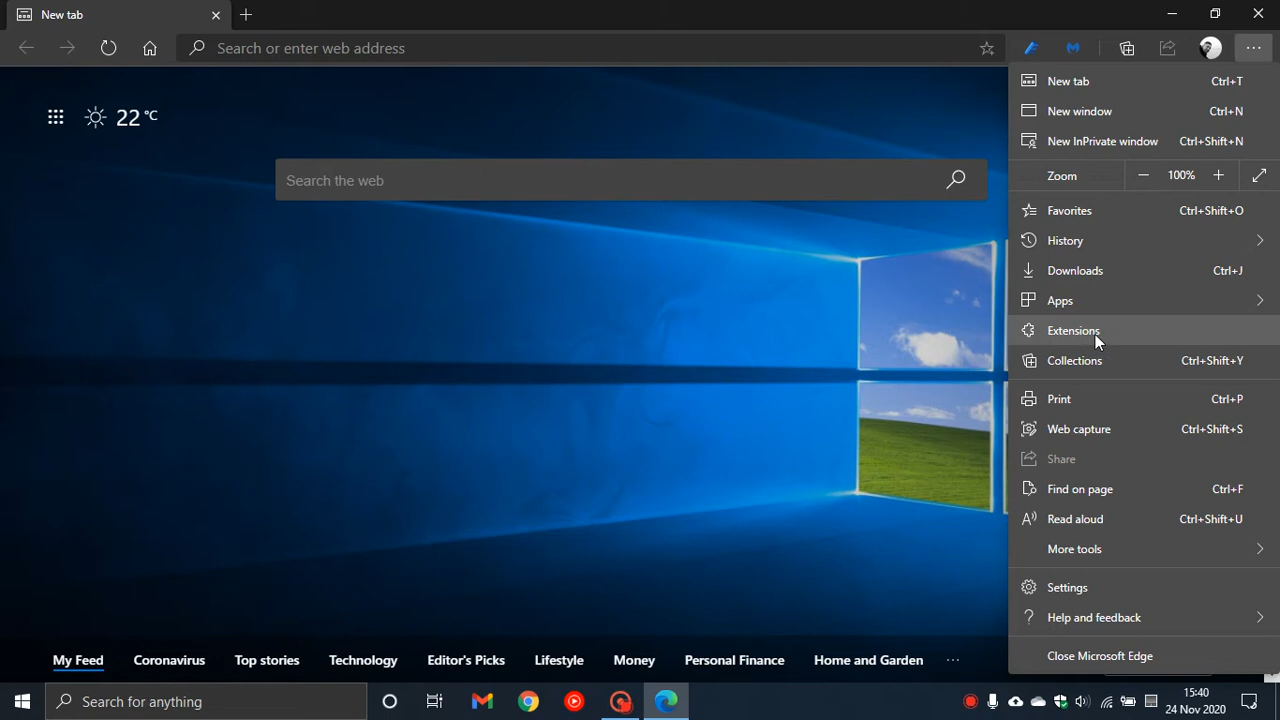 New tab
Search or enter web address
22 °C
Search the web
New tab Ctrl+T
New window Ctrl+N
New InPrivate window Ctrl+Shift+N
Zoom 100%
Favorites Ctrl+Shift+O
History
Downloads Ctrl+J
Apps
Extensions
Collections Ctrl+Shift+Y
Print Ctrl+P
Web capture Ctrl+Shift+S
Share
Find on page Ctrl+F
Read aloud Ctrl+Shift+U
More tools
Settings
Help and feedback
Close Microsoft Edge
My Feed Coronavirus Top stories Technology Editor's Picks Lifestyle Money Personal Finance Home and Garden ...
Search for anything
15:40
24 Nov 2020